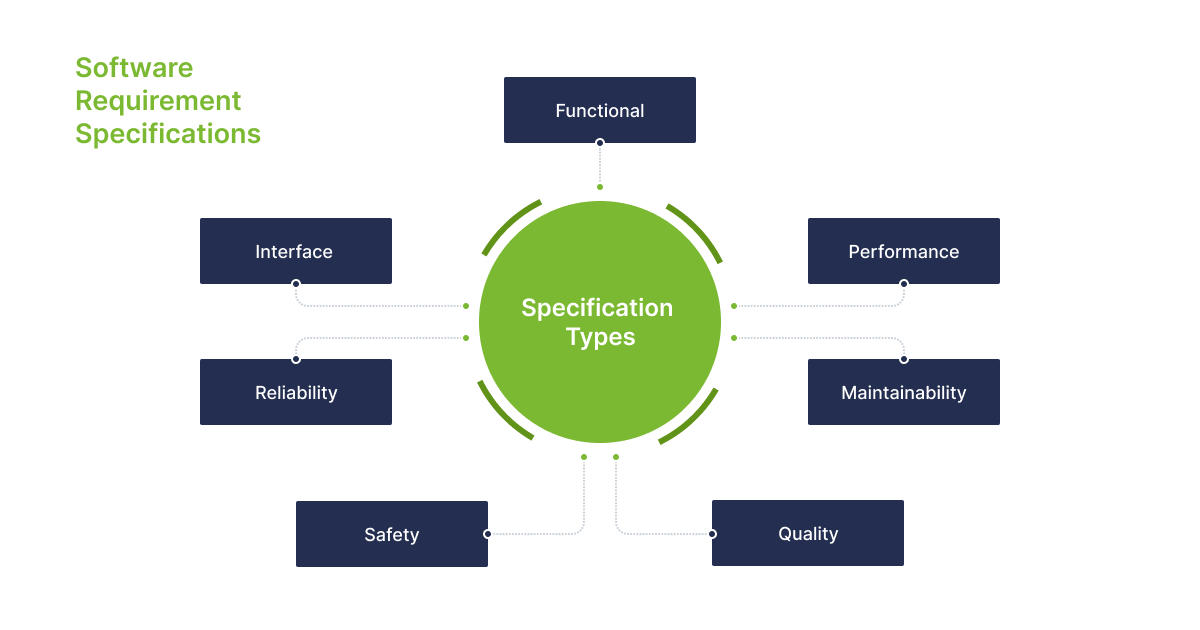 Software
Requirement
Specifications
Functional
Interface
Performance
Specification
Types
Reliability
Maintainability
Safety
Quality